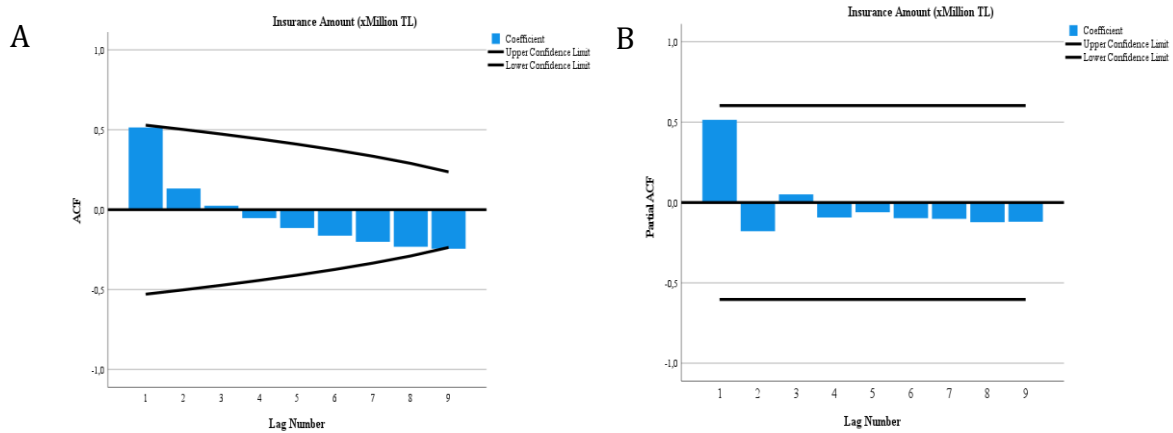 A
Insurance Amount (xMillion TL)
Coefficient
Upper Confidence Limit
Lower Confidence Limit
1,0
0,5
0,0
-0,5
-1,0
ACF
1 2 3 4 5 6 7 8 9
Lag Number
B
Insurance Amount (xMillion TL)
Coefficient
Upper Confidence Limit
Lower Confidence Limit
1,0
0,5
0,0
-0,5
-1,0
Partial ACF
1 2 3 4 5 6 7 8 9
Lag Number